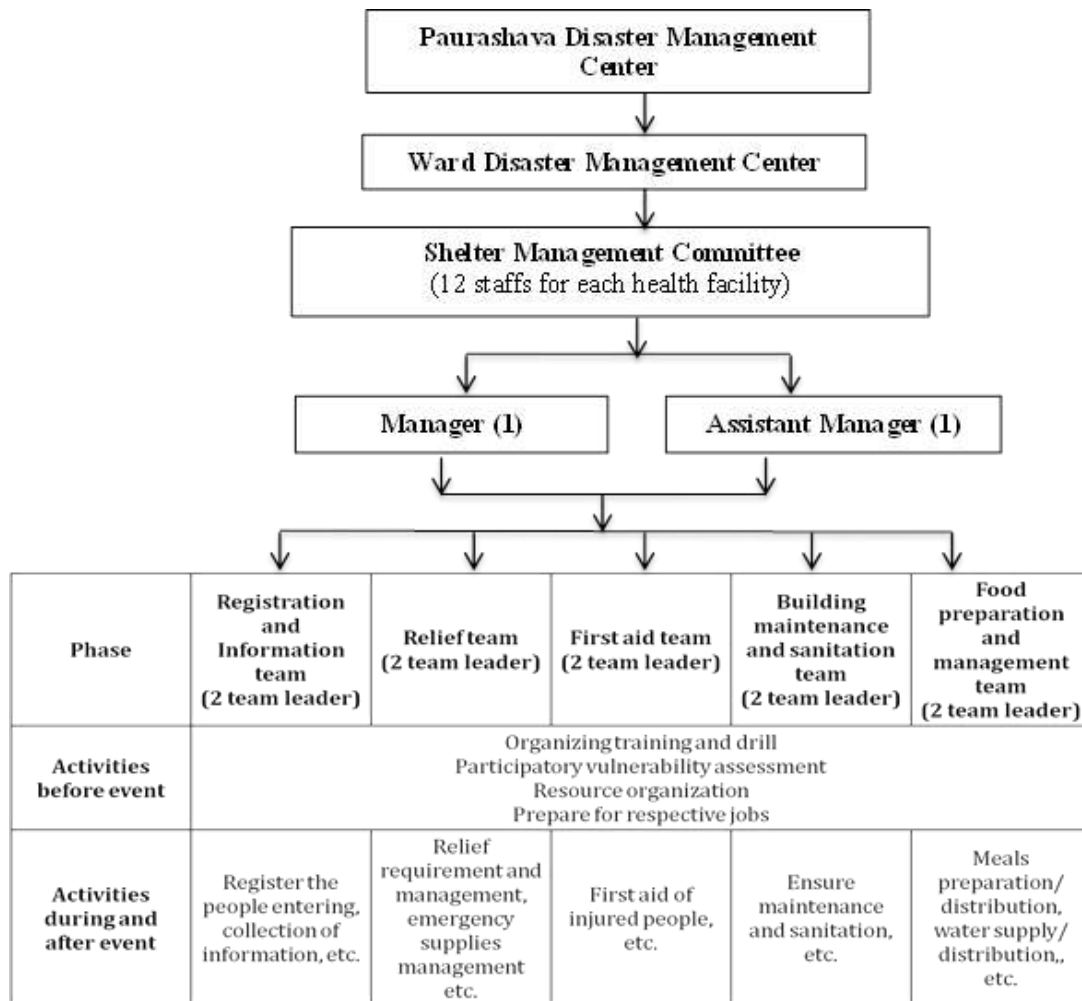 Paurashava Disaster Management
Center
Ward Disaster Management Center
Shelter Management Committee
(12 staffs for each health facility)
Manager (1)
Assistant Manager (1)
Phase
Registration
and
Information
team
(2 team leader)
Relief team
(2 team leader)
First aid team
(2 team leader)
Building
maintenance
and sanitation
team
(2 team leader)
Food
preparation
and
management
team
(2 team leader)
Activities
before event
Organizing training and drill
Participatory vulnerability assessment
Resource organization
Prepare for respective jobs
Activities
during and
after event
Register the
people entering,
collection of
information, etc.
Relief
requirement and
management,
emergency
supplies
management
etc.
First aid of
injured people,
etc.
Ensure
maintenance
and sanitation,
etc.
Meals
preparation/
distribution,
water supply/
distribution,,
etc.